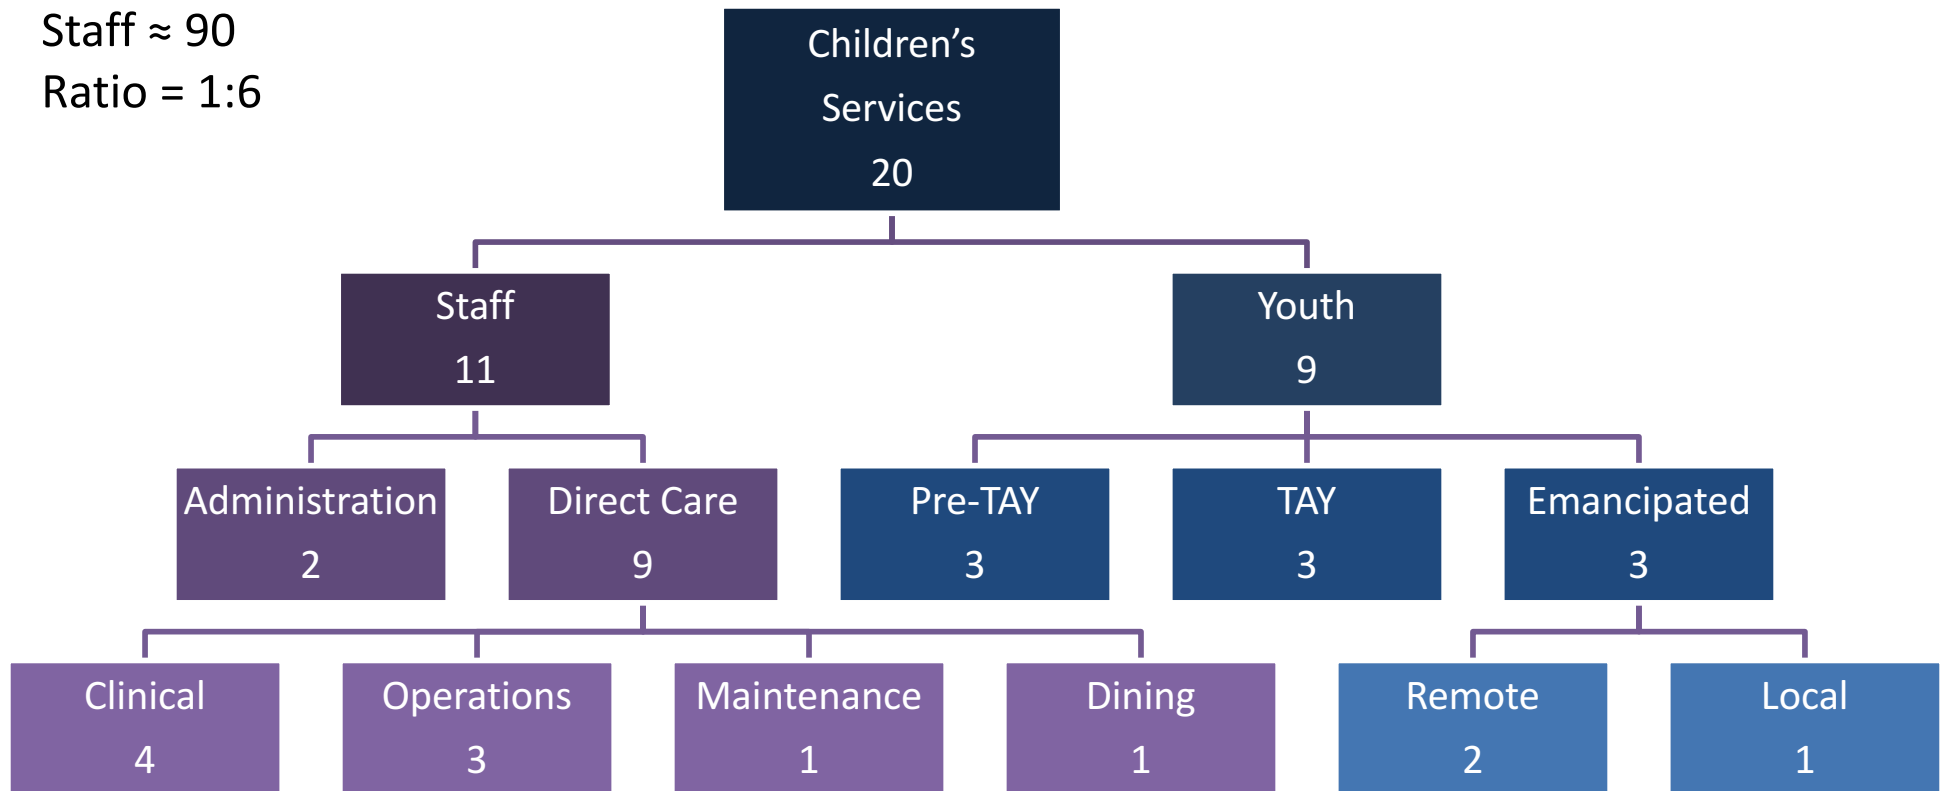 Staff ≈ 90
Ratio = 1:6
Children’s
Services
20
Staff
11
Youth
9
Administration
2
Direct Care
9
Pre-TAY
3
TAY
3
Emancipated
3
Clinical
4
Operations
3
Maintenance
1
Dining
1
Remote
2
Local
1